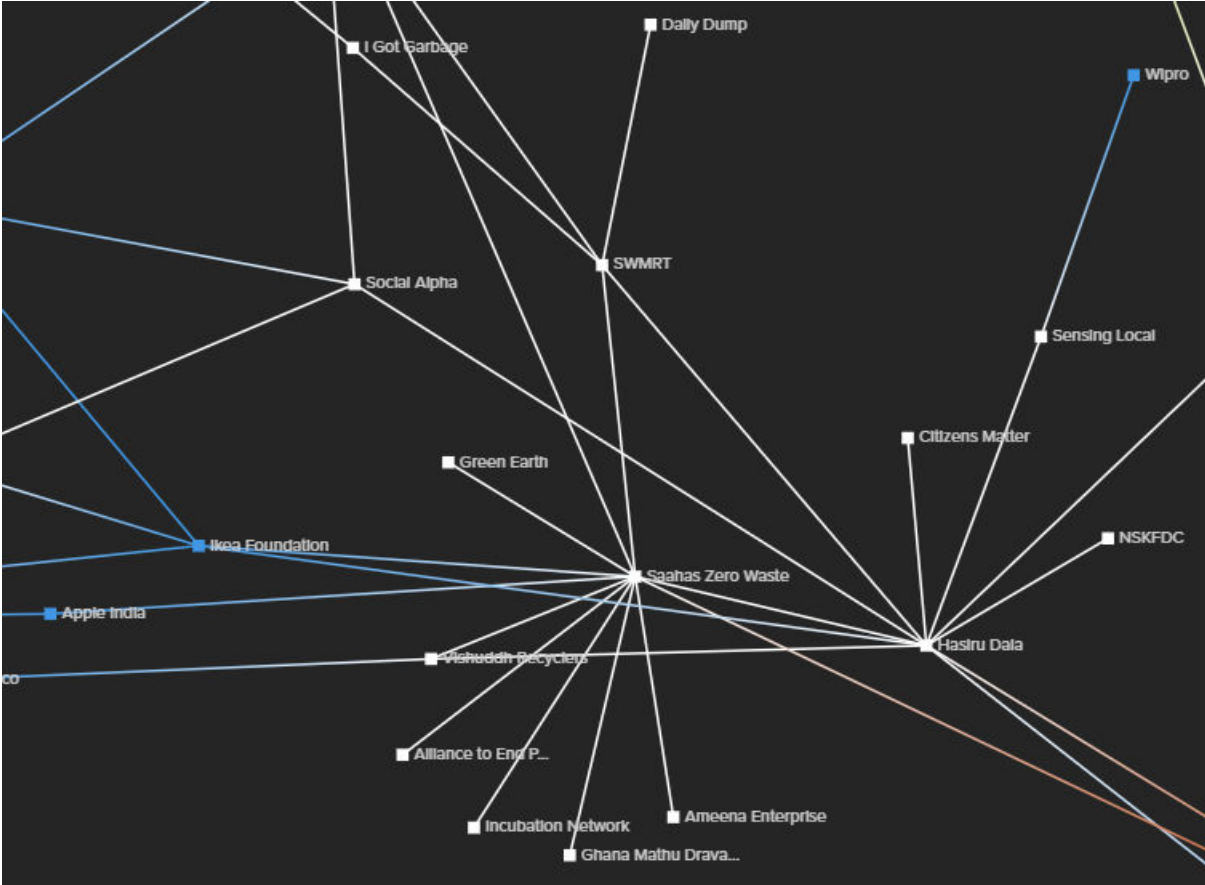 Daily Dump
I Got Garbage
Wipro
SWMRT
Social Alpha
Sensing Local
Citizens Matter
Green Earth
NSKFDC
Ikea Foundation
Saahas Zero Waste
Apple India
Hasiru Dala
Vishuddh Recyclers
co
Alliance to End P...
Ameena Enterprise
Incubation Network
Ghana Mathu Drava...